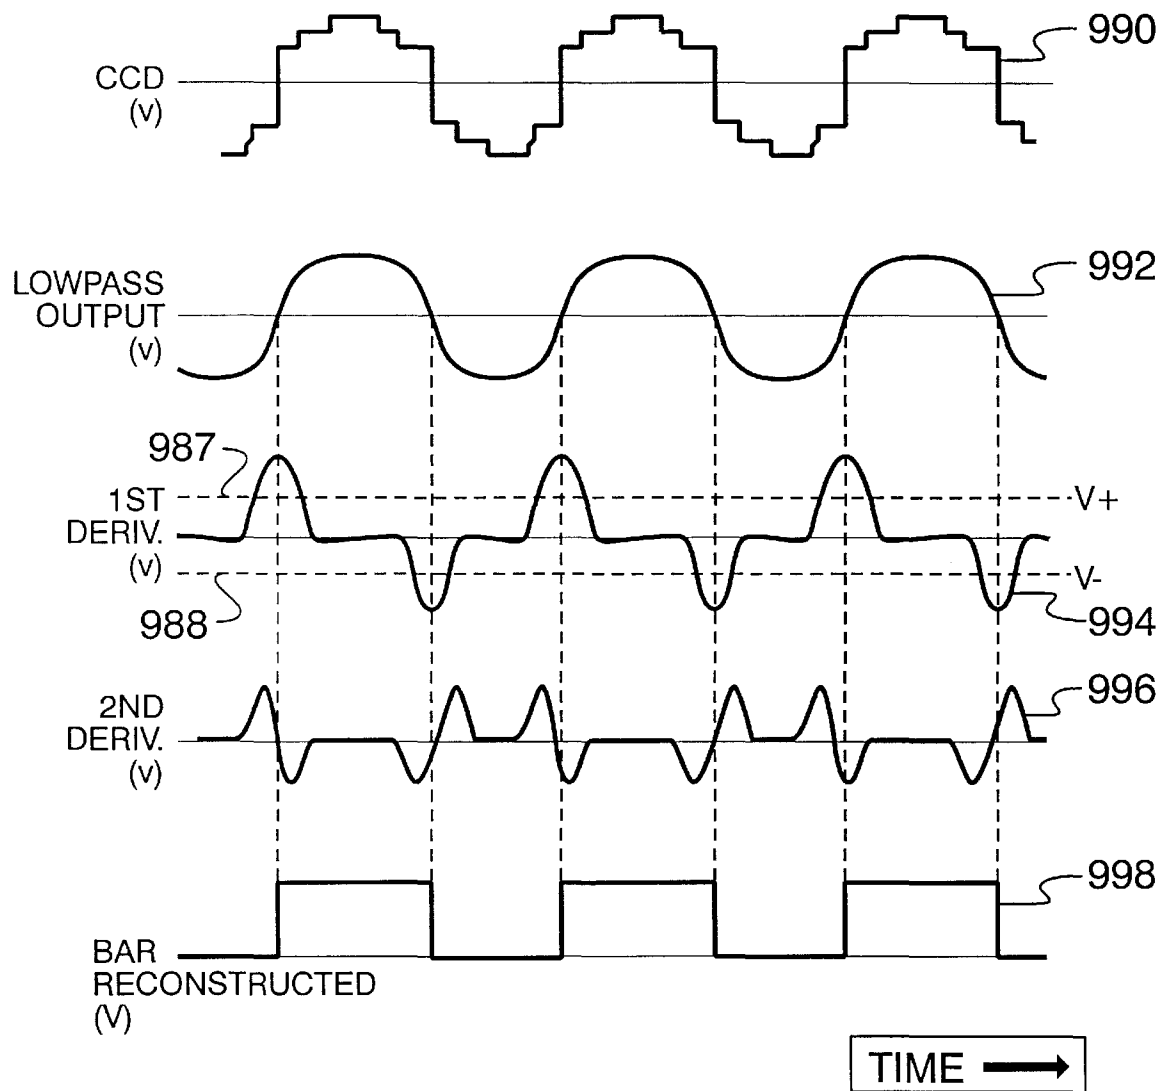 990
CCD
(v)
992
LOWPASS
OUTPUT
(v)
987
1ST
DERIV.
(v)
V+
V-
988
994
996
2ND
DERIV.
(v)
998
BAR
RECONSTRUCTED
(V)
TIME